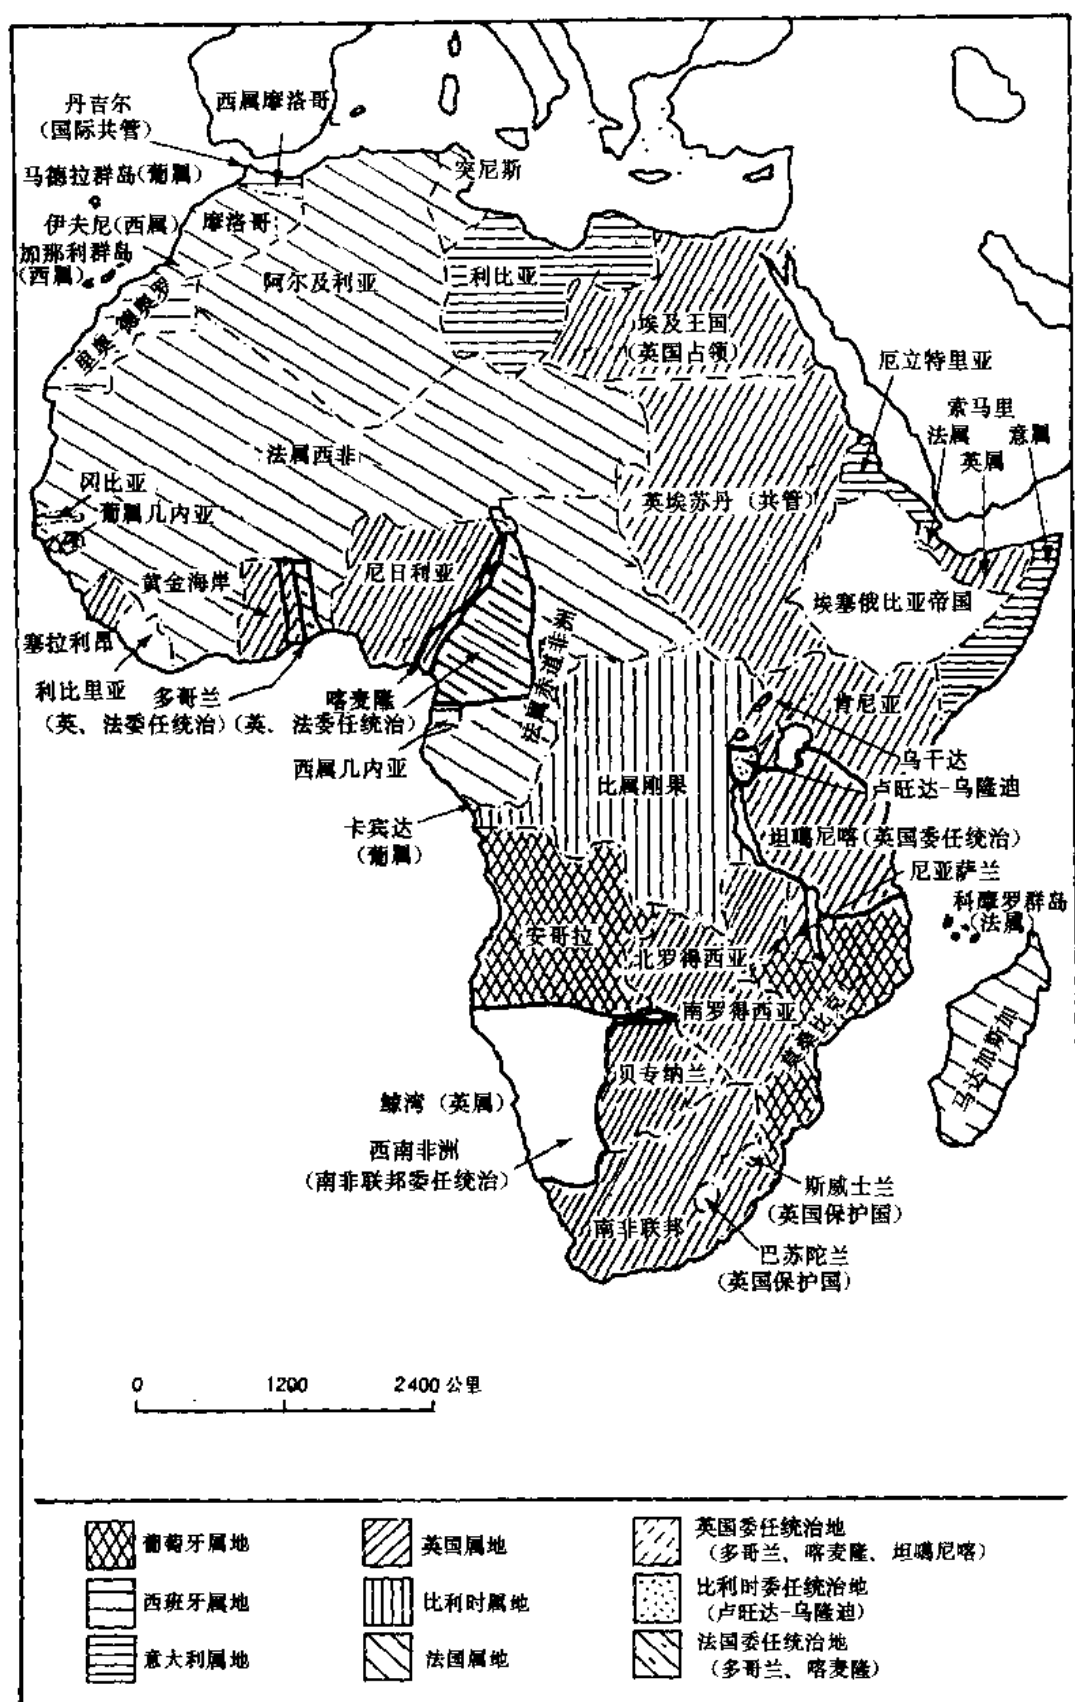 丹吉尔
(国际共管)
西属摩洛哥
马德拉群岛(葡属)
突尼斯
伊夫尼(西属)
摩洛哥
加那利群岛
(西属)
阿尔及利亚
利比亚
里奥-德奥罗
埃及王国
(英国占领)
厄立特里亚
索马里
法属
意属
英属
法属西非
冈比亚
葡属几内亚
英埃苏丹(共管)
尼日利亚
黄金海岸
埃塞俄比亚帝国
塞拉利昂
法属赤道非洲
利比里亚
多哥兰
(英、法委任统治)
喀麦隆
(英、法委任统治)
肯尼亚
西属几内亚
乌干达
比属刚果
卢旺达-乌隆迪
卡宾达
(葡属)
坦噶尼喀(英国委任统治)
尼亚萨兰
科摩罗群岛
(法属)
安哥拉
北罗得西亚
南罗得西亚
莫桑比克
马达加斯加
贝专纳兰
鲸湾(英属)
西南非洲
(南非联邦委任统治)
斯威士兰
(英国保护国)
南非联邦
巴苏陀兰
(英国保护国)
0 1200 2400 公里
葡萄牙属地
英国属地
英国委任统治地
(多哥兰、喀麦隆、坦噶尼喀)
西班牙属地
比利时属地
比利时委任统治地
(卢旺达-乌隆迪)
意大利属地
法国属地
法国委任统治地
(多哥兰、喀麦隆)